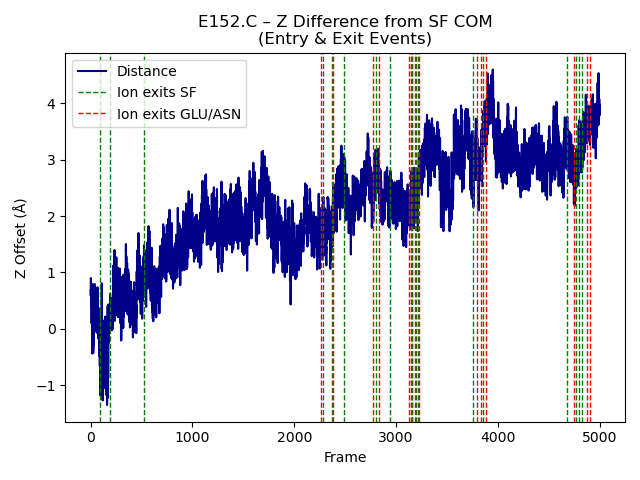 E152.C – Z Difference from SF COM
(Entry & Exit Events)
Distance
Ion exits SF
Ion exits GLU/ASN
Z Offset (Å)
4
3
2
1
0
−1
0 1000 2000 3000 4000 5000
Frame